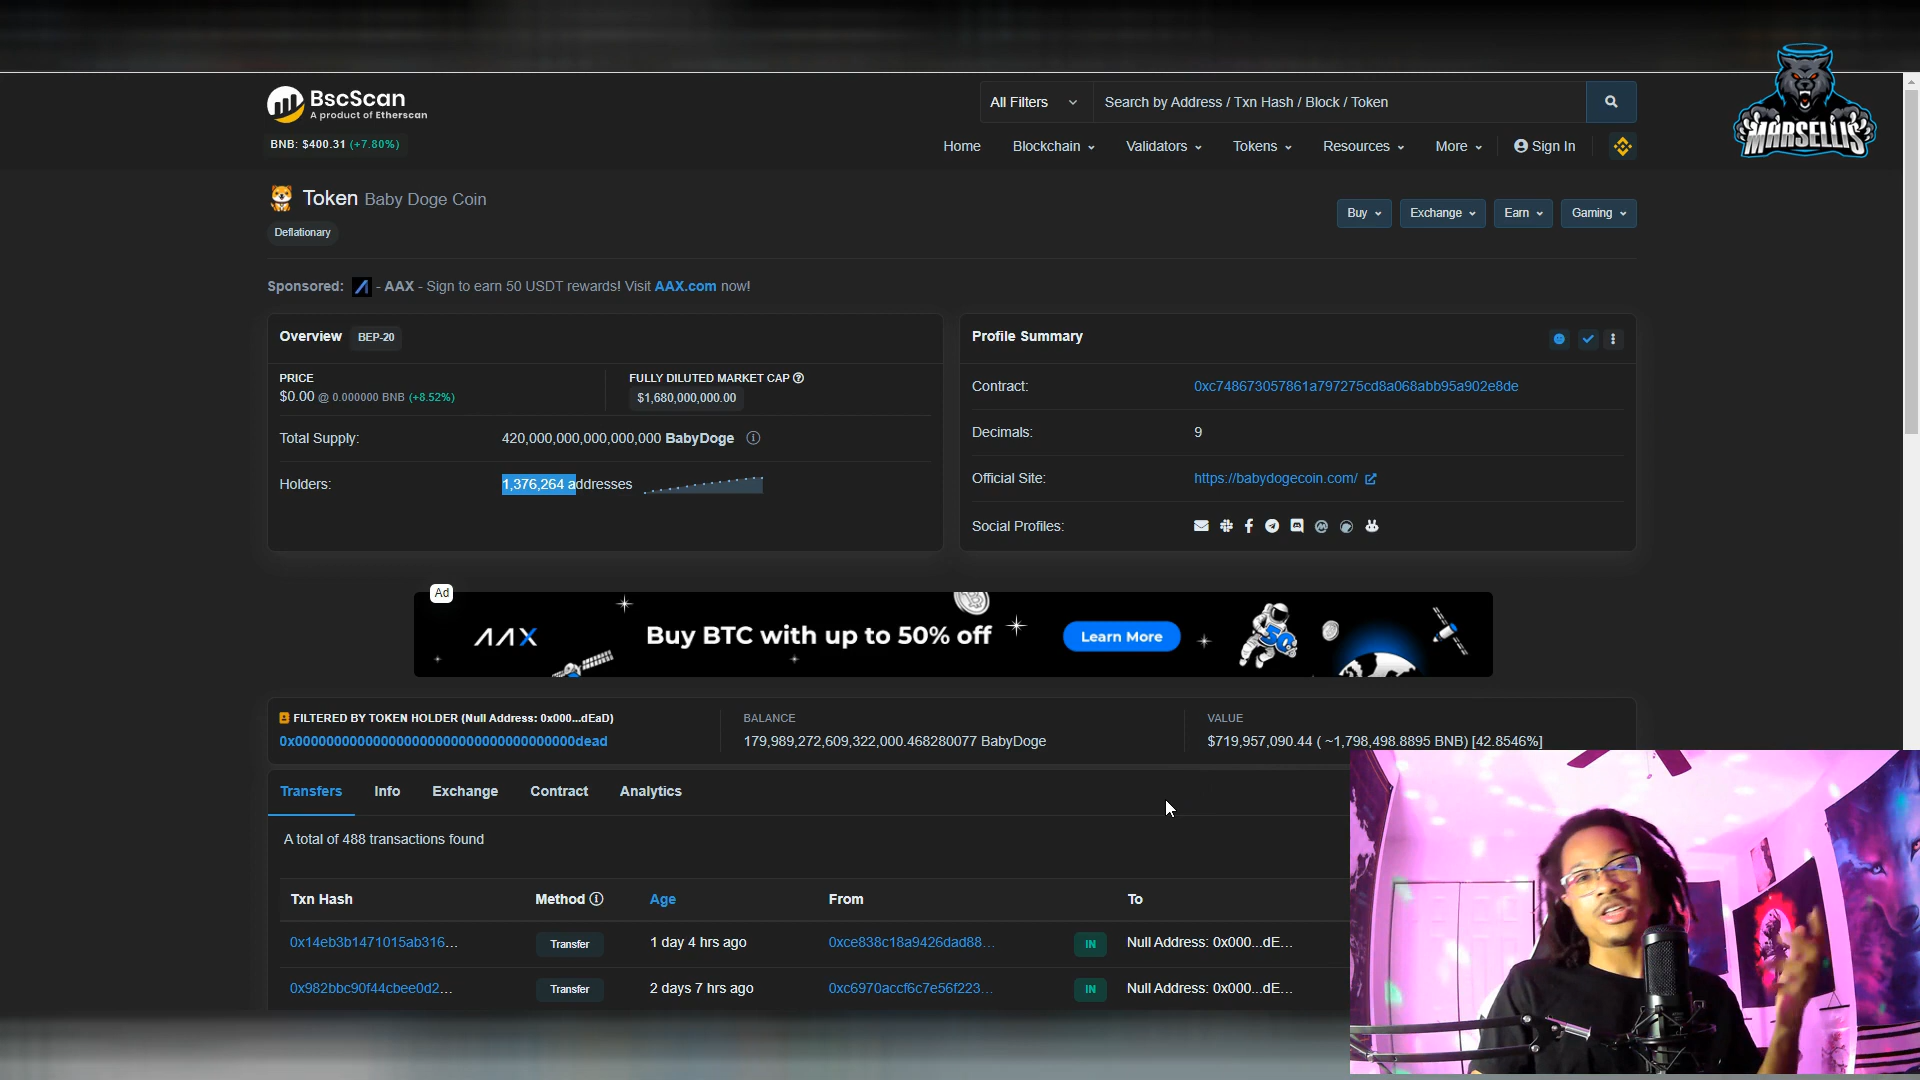 BscScan
A product of Etherscan
All Filters
Search by Address / Txn Hash / Block / Token
MARSELLIS
BNB: $400.31 (+7.80%)
Home
Blockchain
Validators
Tokens
Resources
More
Sign In
Token Baby Doge Coin
Deflationary
Buy
Exchange
Earn
Gaming
Sponsored: - AAX - Sign to earn 50 USDT rewards! Visit AAX.com now!
Overview BEP-20
PRICE
$0.00 @ 0.000000 BNB (+8.52%)
FULLY DILUTED MARKET CAP
$1,680,000,000.00
Total Supply: 420,000,000,000,000,000 BabyDoge
Holders: 1,376,264 addresses
Profile Summary
Contract: 0xc748673057861a797275cd8a068abb95a902e8de
Decimals: 9
Official Site: https://babydogecoin.com/
Social Profiles:
Ad
AAX
Buy BTC with up to 50% off
Learn More
50
FILTERED BY TOKEN HOLDER (Null Address: 0x000...dEaD)
0x000000000000000000000000000000000000dead
BALANCE
179,989,272,609,322,000.468280077 BabyDoge
VALUE
$719,957,090.44 ( ~1,798,498.8895 BNB) [42.8546%]
Transfers
Info
Exchange
Contract
Analytics
A total of 488 transactions found
Txn Hash Method Age From To
0x14eb3b1471015ab316... Transfer 1 day 4 hrs ago 0xce838c18a9426dad88... IN Null Address: 0x000...dE...
0x982bbc90f44cbee0d2... Transfer 2 days 7 hrs ago 0xc6970accf6c7e56f223... IN Null Address: 0x000...dE...